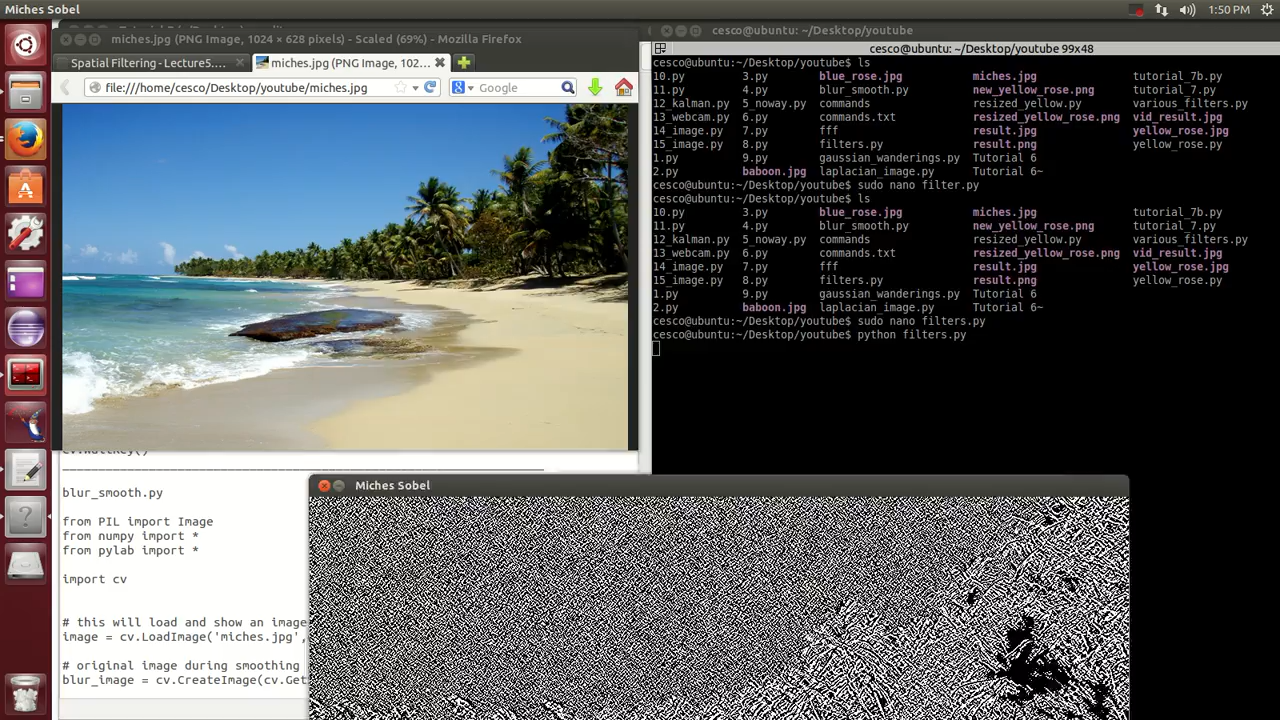 Miches Sobel
1:50 PM
miches.jpg (PNG Image, 1024 × 628 pixels) - Scaled (69%) - Mozilla Firefox
Spatial Filtering - Lecture5....
miches.jpg (PNG Image, 102...
file:///home/cesco/Desktop/youtube/miches.jpg
Google
cv.WaitKey()
blur_smooth.py
from PIL import Image
from numpy import *
from pylab import *
import cv
# this will load and show an image
image = cv.LoadImage('miches.jpg',
# original image during smoothing
blur_image = cv.CreateImage(cv.Get
cesco@ubuntu: ~/Desktop/youtube
cesco@ubuntu: ~/Desktop/youtube 99x48
cesco@ubuntu:~/Desktop/youtube$ ls
10.py 3.py blue_rose.jpg miches.jpg tutorial_7b.py
11.py 4.py blur_smooth.py new_yellow_rose.png tutorial_7.py
12_kalman.py 5_noway.py commands resized_yellow.py various_filters.py
13_webcam.py 6.py commands.txt resized_yellow_rose.png vid_result.jpg
14_image.py 7.py fff result.jpg yellow_rose.jpg
15_image.py 8.py filters.py result.png yellow_rose.py
1.py 9.py gaussian_wanderings.py Tutorial 6
2.py baboon.jpg laplacian_image.py Tutorial 6~
cesco@ubuntu:~/Desktop/youtube$ sudo nano filter.py
cesco@ubuntu:~/Desktop/youtube$ ls
10.py 3.py blue_rose.jpg miches.jpg tutorial_7b.py
11.py 4.py blur_smooth.py new_yellow_rose.png tutorial_7.py
12_kalman.py 5_noway.py commands resized_yellow.py various_filters.py
13_webcam.py 6.py commands.txt resized_yellow_rose.png vid_result.jpg
14_image.py 7.py fff result.jpg yellow_rose.jpg
15_image.py 8.py filters.py result.png yellow_rose.py
1.py 9.py gaussian_wanderings.py Tutorial 6
2.py baboon.jpg laplacian_image.py Tutorial 6~
cesco@ubuntu:~/Desktop/youtube$ sudo nano filters.py
cesco@ubuntu:~/Desktop/youtube$ python filters.py
Miches Sobel